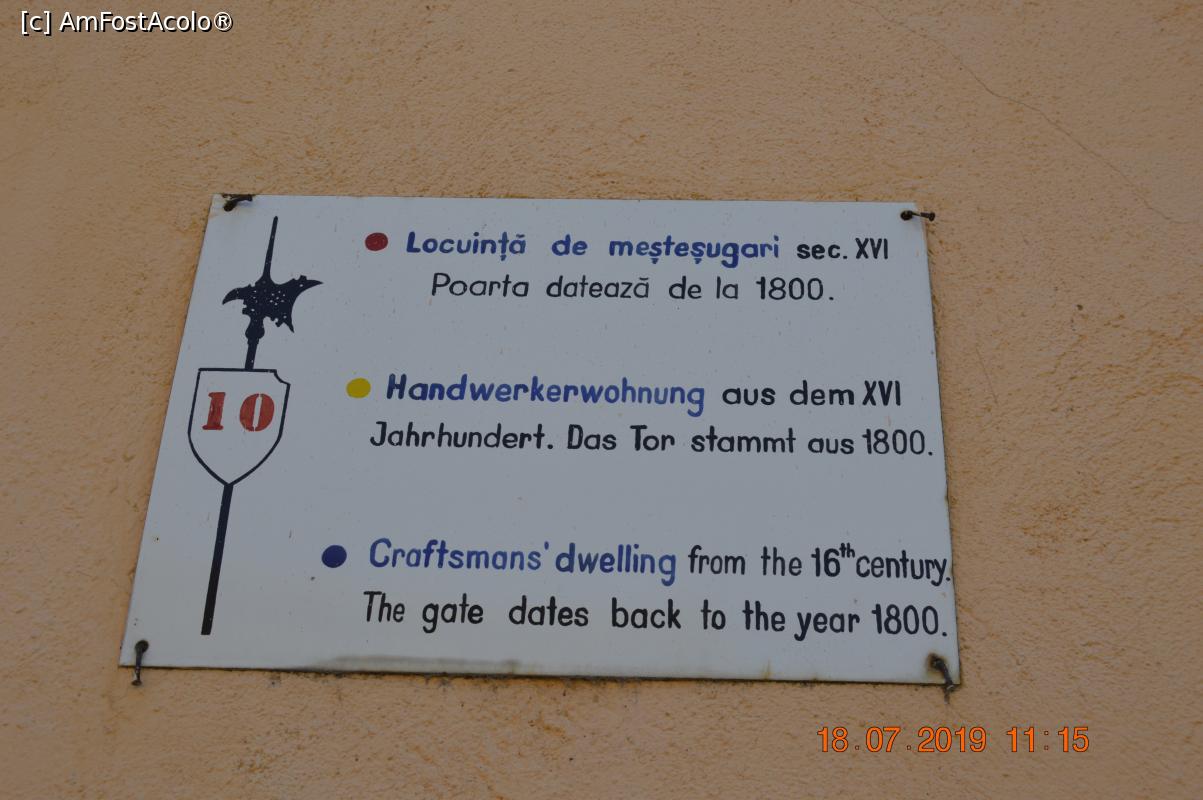 [c] AmFostAcolo®
Locuință de meșteșugari sec. XVI
Poarta datează de la 1800.
10
Handwerkerwohnung aus dem XVI
Jahrhundert. Das Tor stammt aus 1800.
Craftsmans' dwelling from the 16th century.
The gate dates back to the year 1800.
18.07.2019 11:15